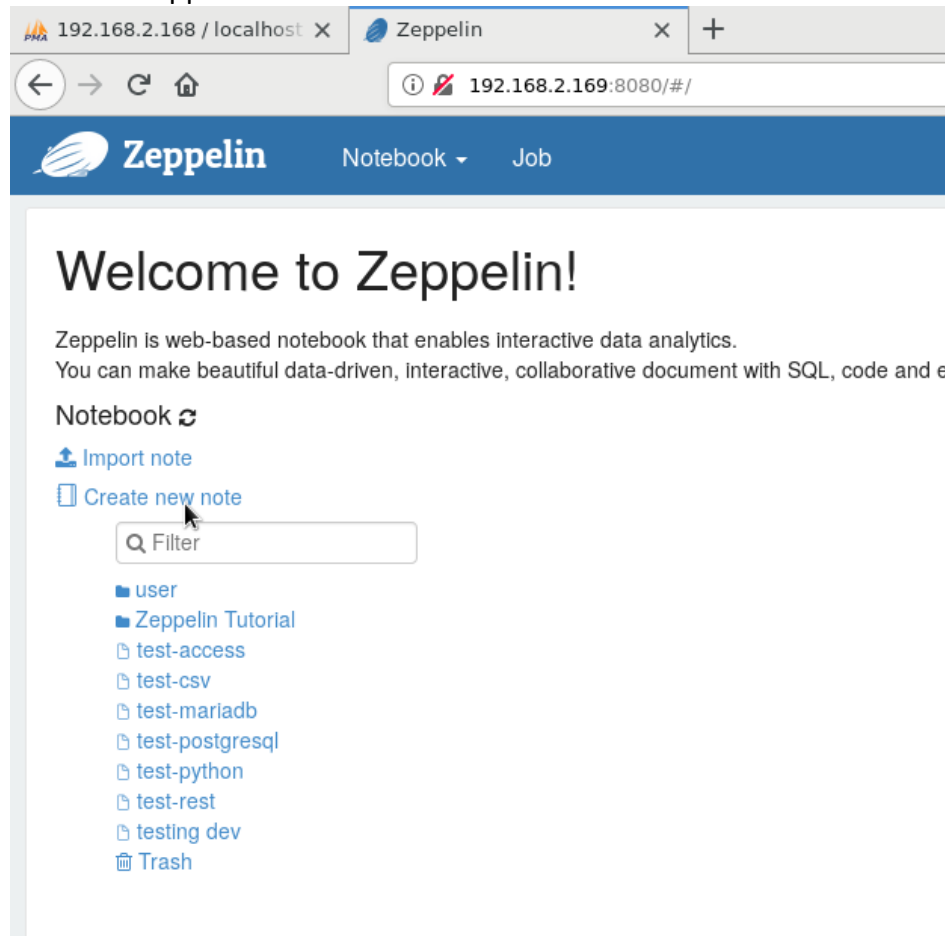 192.168.2.168 / localhost
Zeppelin
192.168.2.169:8080/#/
Zeppelin Notebook Job
Welcome to Zeppelin!
Zeppelin is web-based notebook that enables interactive data analytics.
You can make beautiful data-driven, interactive, collaborative document with SQL, code and
Notebook
Import note
Create new note
Filter
user
Zeppelin Tutorial
test-access
test-csv
test-mariadb
test-postgresql
test-python
test-rest
testing dev
Trash